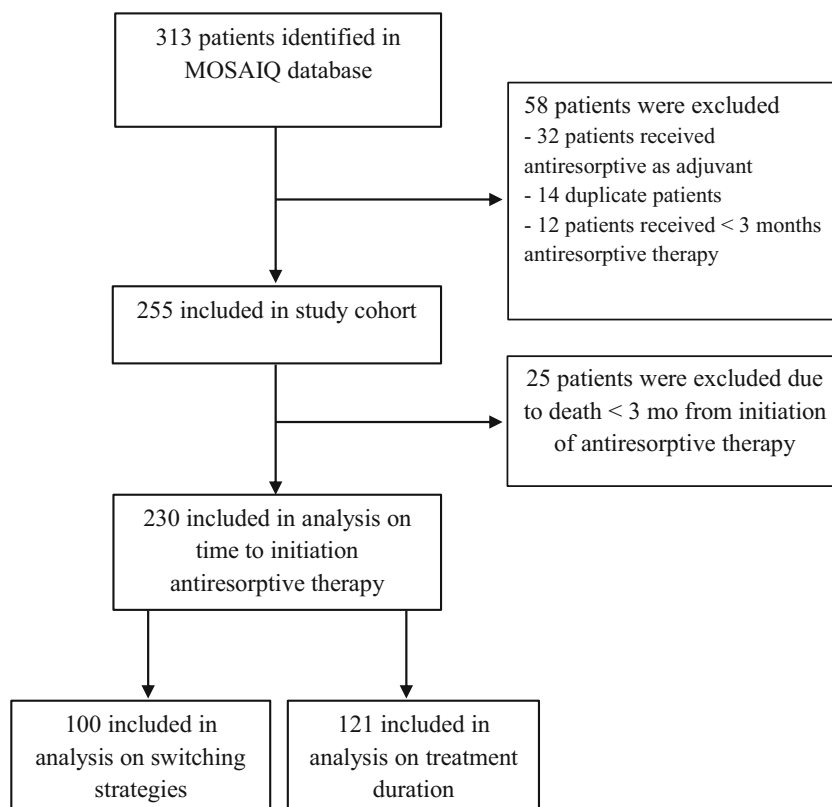 313 patients identified in
MOSAIQ database
58 patients were excluded
- 32 patients received
antiresorptive as adjuvant
- 14 duplicate patients
- 12 patients received < 3 months
antiresorptive therapy
255 included in study cohort
25 patients were excluded due
to death < 3 mo from initiation
of antiresorptive therapy
230 included in analysis on
time to initiation
antiresorptive therapy
100 included in
analysis on switching
strategies
121 included in
analysis on treatment
duration